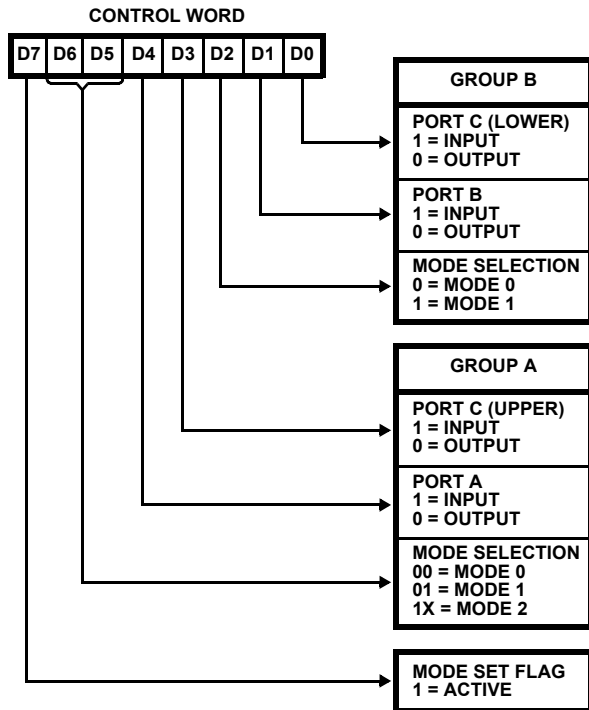 CONTROL WORD
D7 D6 D5 D4 D3 D2 D1 D0
GROUP B
PORT C (LOWER)
1 = INPUT
0 = OUTPUT
PORT B
1 = INPUT
0 = OUTPUT
MODE SELECTION
0 = MODE 0
1 = MODE 1
GROUP A
PORT C (UPPER)
1 = INPUT
0 = OUTPUT
PORT A
1 = INPUT
0 = OUTPUT
MODE SELECTION
00 = MODE 0
01 = MODE 1
1X = MODE 2
MODE SET FLAG
1 = ACTIVE